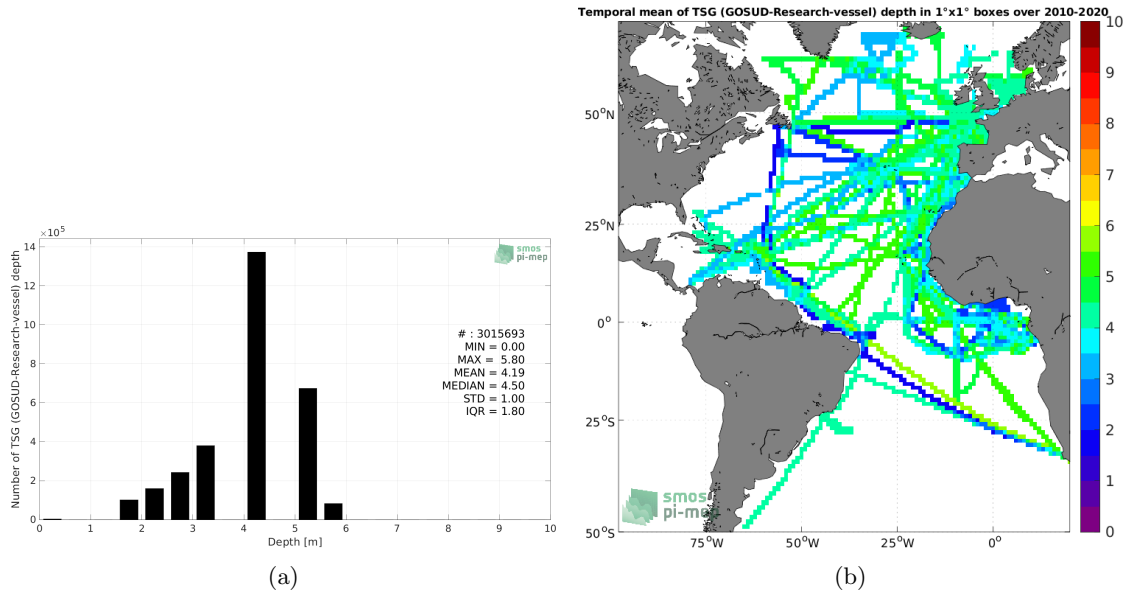 Temporal mean of TSG (GOSUD-Research-vessel) depth in 1°x1° boxes over 2010-2020
×10⁵
14
12
10
8
6
4
2
0
Number of TSG (GOSUD-Research-vessel) depth
smos
pi-mep
# : 3015693
MIN = 0.00
MAX = 5.80
MEAN = 4.19
MEDIAN = 4.50
STD = 1.00
IQR = 1.80
0 1 2 3 4 5 6 7 8 9 10
Depth [m]
(a)
50°N
25°N
0°
25°S
50°S
smos
pi-mep
75°W 50°W 25°W 0°
10
9
8
7
6
5
4
3
2
1
0
(b)